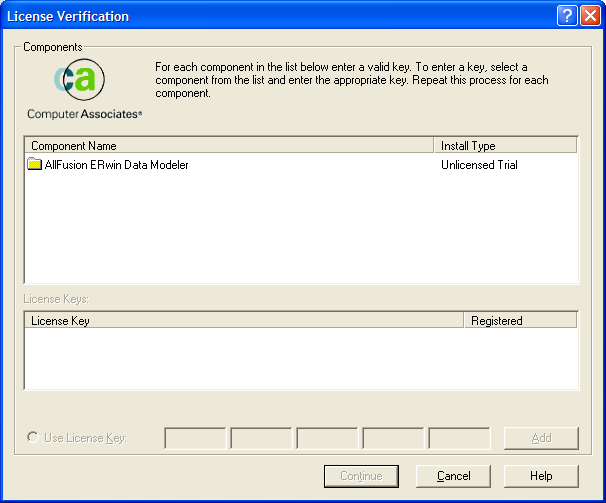 License Verification
Components
ca
For each component in the list below enter a valid key. To enter a key, select a
component from the list and enter the appropriate key. Repeat this process for each
component.
Computer Associates®
Component Name Install Type
AllFusion ERwin Data Modeler Unlicensed Trial
License Keys:
License Key Registered
Use License Key: Add
Continue Cancel Help